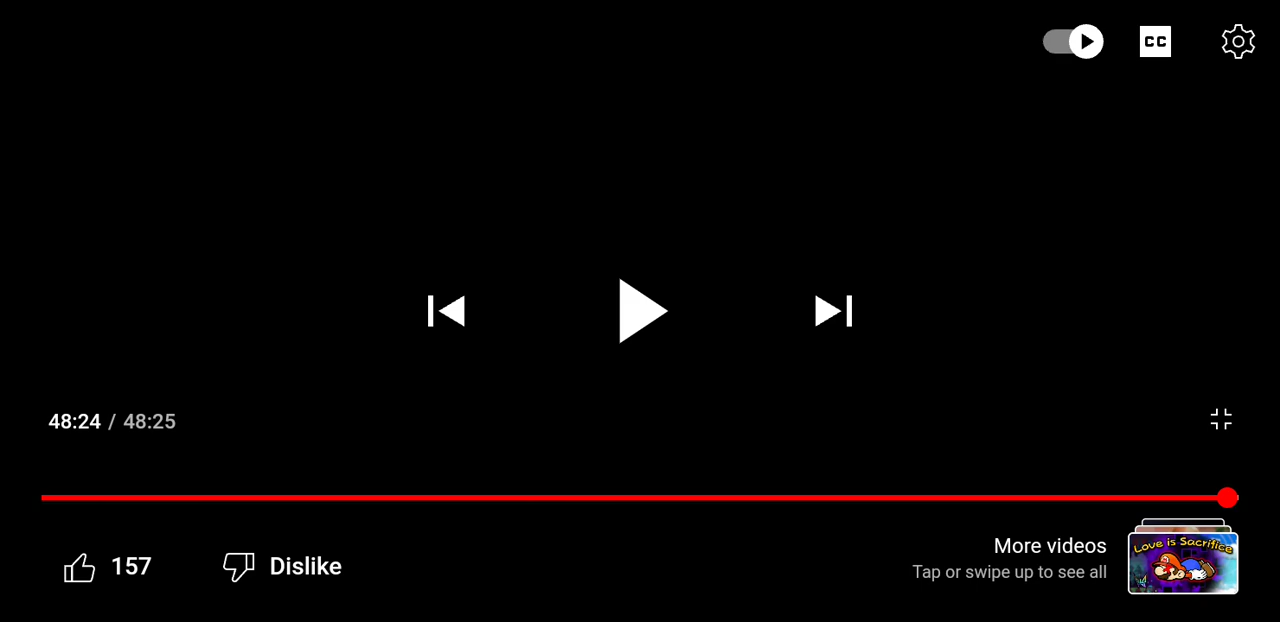 CC
48:24 / 48:25
157
Dislike
More videos
Tap or swipe up to see all
Love is Sacrifice